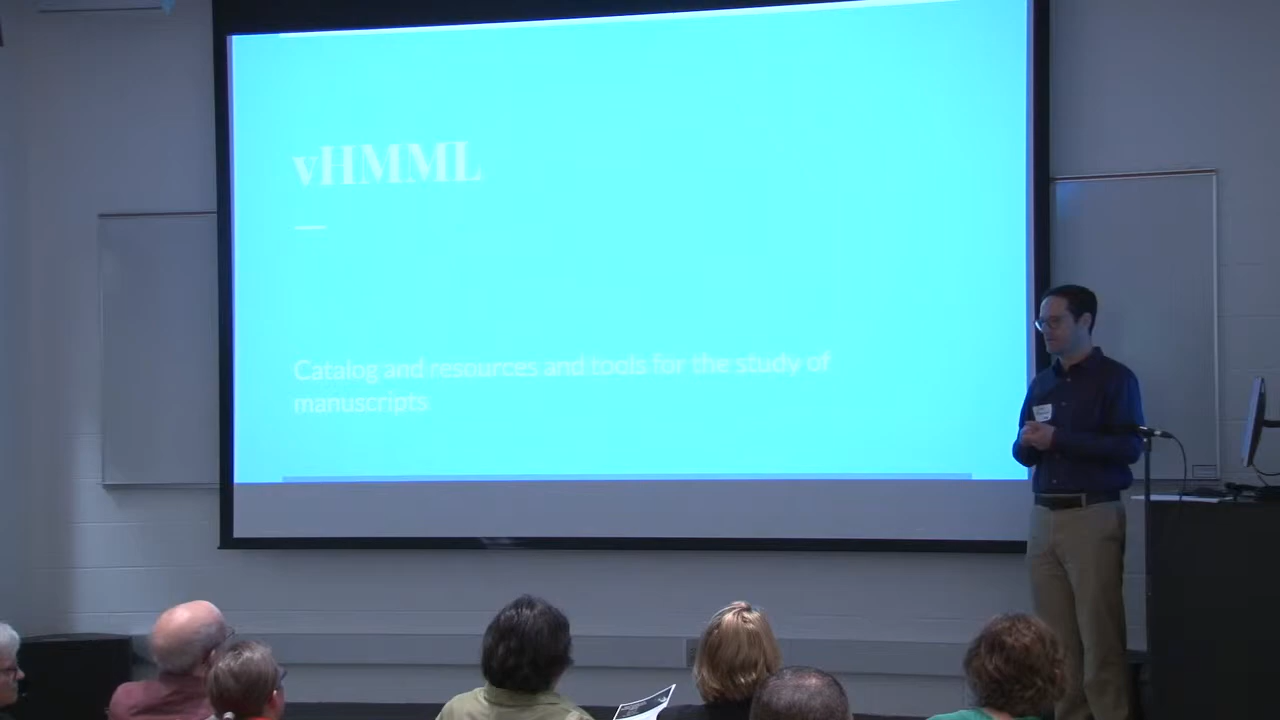 vHMML
Catalog and resources and tools for the study of
manuscripts